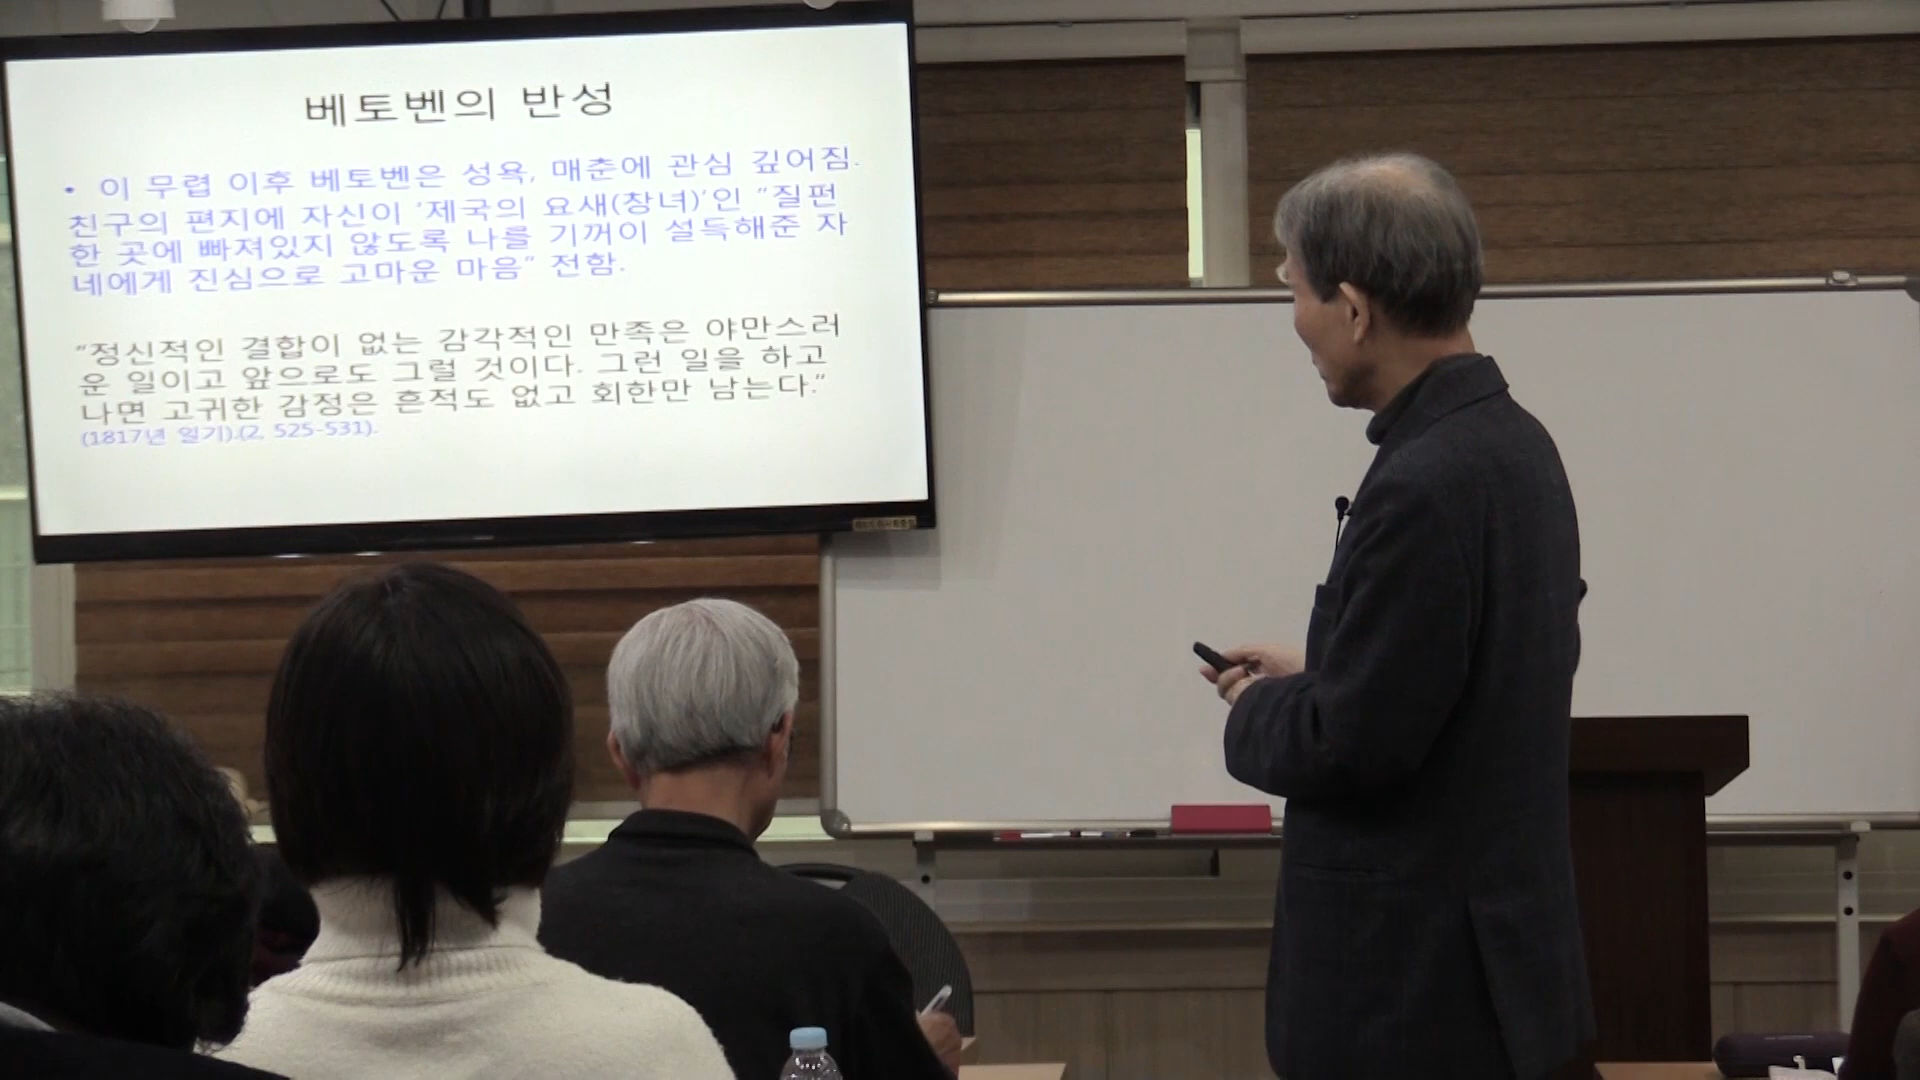 베토벤의 반성
• 이 무렵 이후 베토벤은 성욕, 매춘에 관심 깊어짐.
친구의 편지에 자신이 '제국의 요새(창녀)'인 "질펀
한 곳에 빠져있지 않도록 나를 기꺼이 설득해준 자
네에게 진심으로 고마운 마음" 전함.
"정신적인 결합이 없는 감각적인 만족은 야만스러
운 일이고 앞으로도 그럴 것이다. 그런 일을 하고
나면 고귀한 감정은 흔적도 없고 회한만 남는다."
(1817년 일기).(2, 525-531).